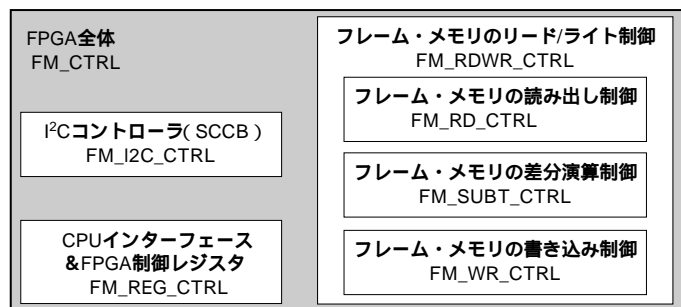 FPGA全体
FM_CTRL
I²Cコントローラ(SCCB)
FM_I2C_CTRL
CPUインターフェース
&FPGA制御レジスタ
FM_REG_CTRL
フレーム・メモリのリード/ライト制御
FM_RDWR_CTRL
フレーム・メモリの読み出し制御
FM_RD_CTRL
フレーム・メモリの差分演算制御
FM_SUBT_CTRL
フレーム・メモリの書き込み制御
FM_WR_CTRL